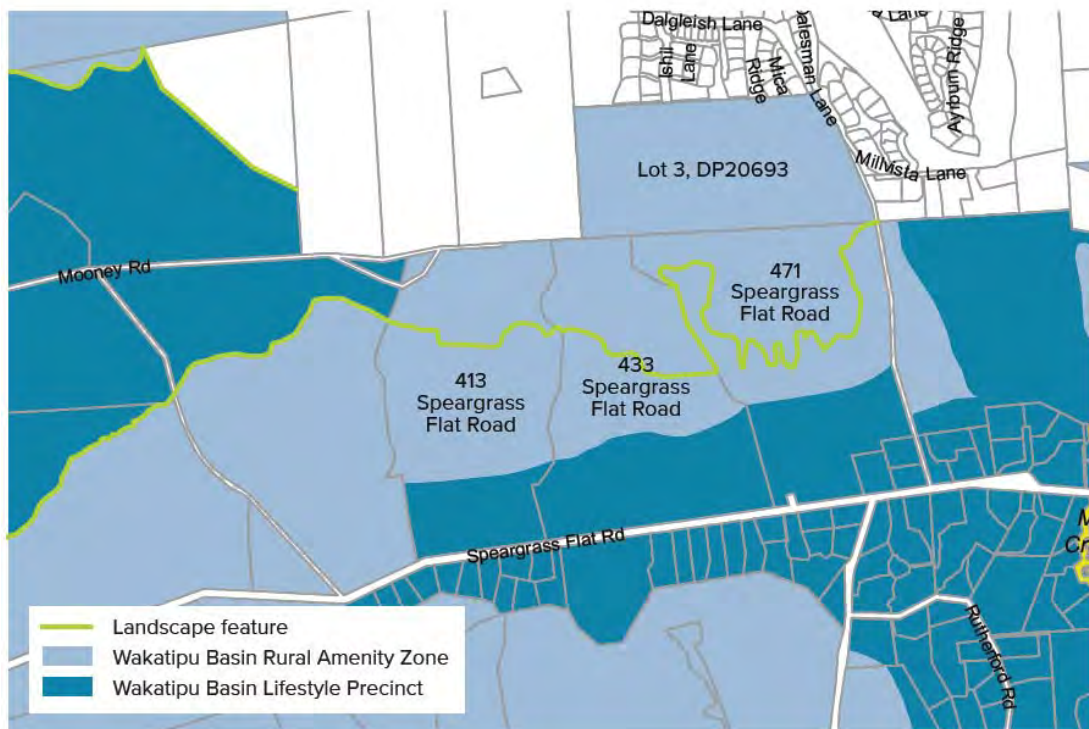 Dalgleish Lane
Ishil
Lane
Mica
Ridge
Dalesman Lane
Lane
Ayrburn Ridge
Millvista Lane
Lot 3, DP20693
Mooney Rd
471
Speargrass
Flat Road
433
Speargrass
Flat Road
413
Speargrass
Flat Road
Speargrass Flat Rd
Rutherford Rd
Landscape feature
Wakatipu Basin Rural Amenity Zone
Wakatipu Basin Lifestyle Precinct